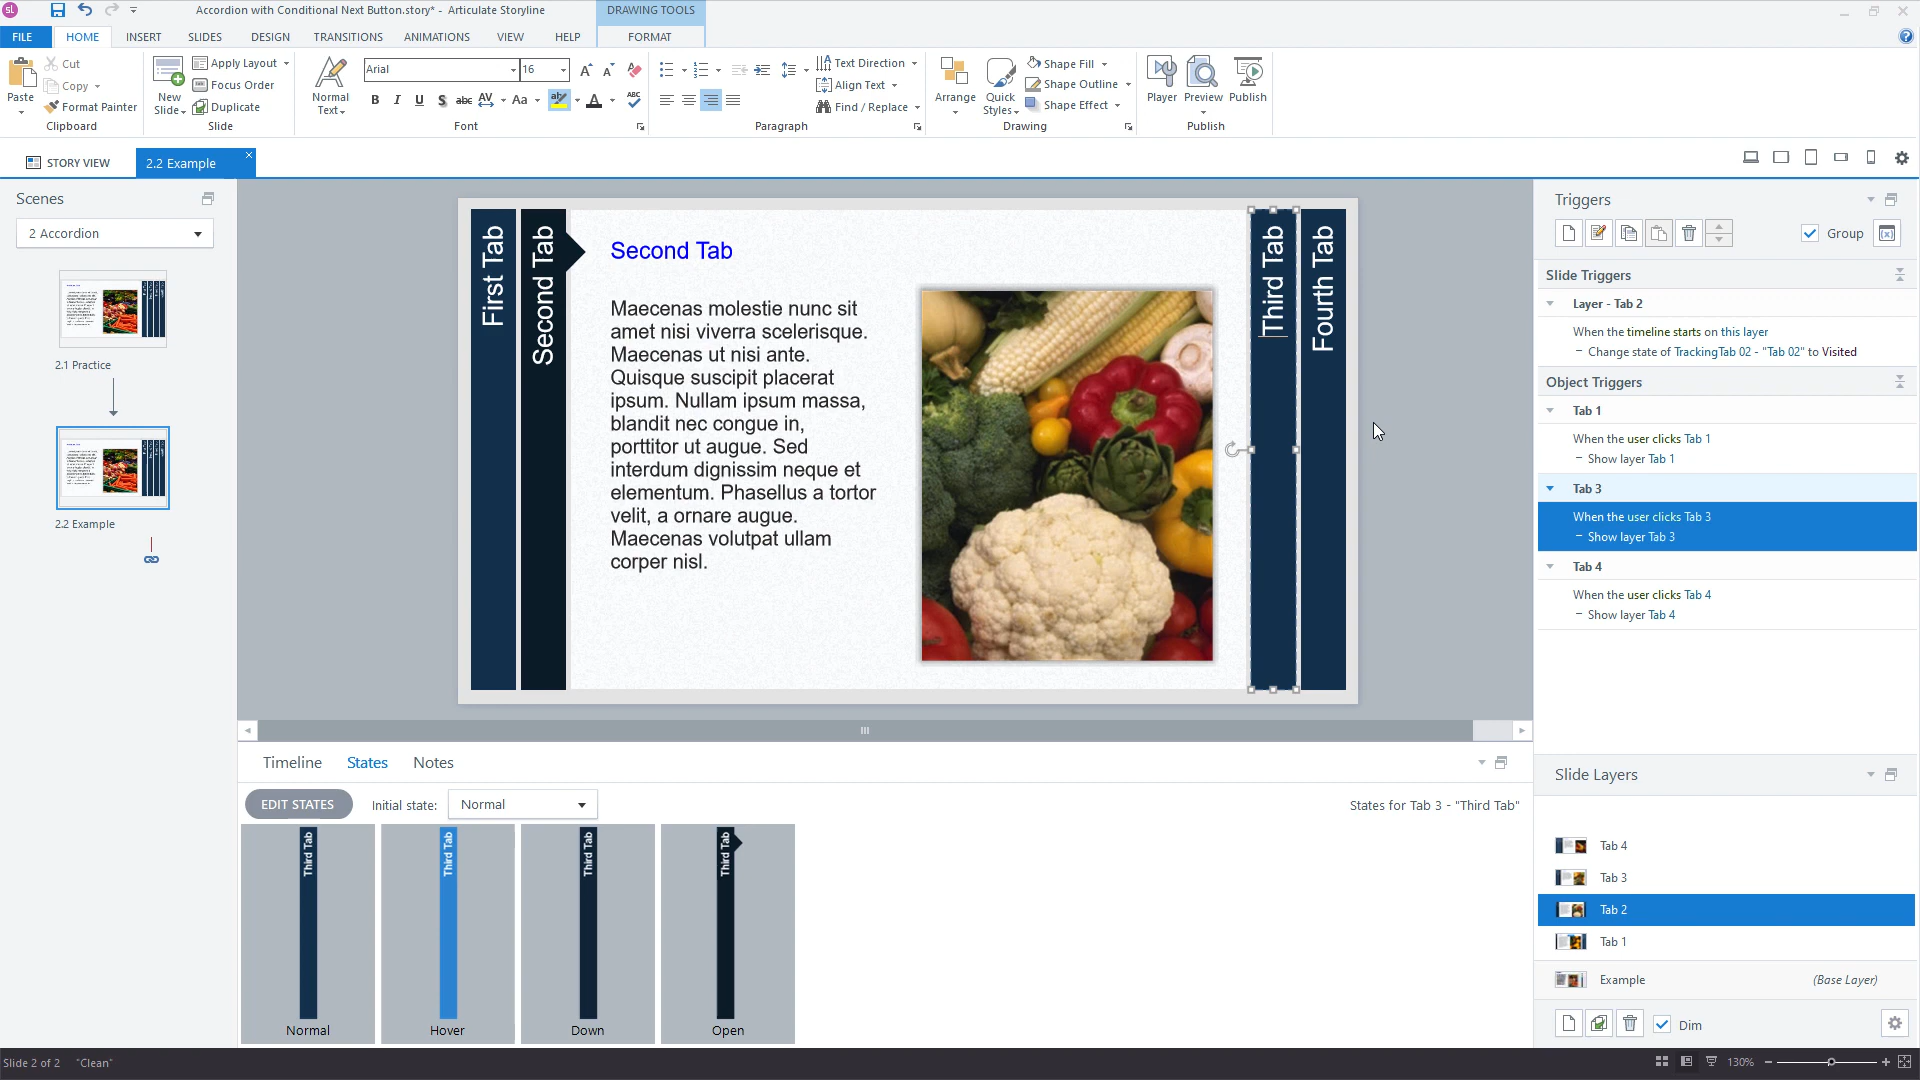 sl
Accordion with Conditional Next Button.story* - Articulate Storyline
DRAWING TOOLS
FILE HOME INSERT SLIDES DESIGN TRANSITIONS ANIMATIONS VIEW HELP FORMAT
Paste
Cut
Copy
Format Painter
Clipboard
New Slide
Apply Layout
Focus Order
Duplicate
Slide
Normal Text
Arial 16
B I U S abc AV Aa ab A ABC
Font
Text Direction
Align Text
Find / Replace
Paragraph
Arrange
Quick Styles
Shape Fill
Shape Outline
Shape Effect
Drawing
Player
Preview
Publish
Publish
STORY VIEW
2.2 Example
Scenes
2 Accordion
2.1 Practice
2.2 Example
First Tab
Second Tab
Second Tab
Maecenas molestie nunc sit
amet nisi viverra scelerisque.
Maecenas ut nisi ante.
Quisque suscipit placerat
ipsum. Nullam ipsum massa,
blandit nec congue in,
porttitor ut augue. Sed
interdum dignissim neque et
elementum. Phasellus a tortor
velit, a ornare augue.
Maecenas volutpat ullam
corper nisl.
Third Tab
Fourth Tab
Triggers
Group
Slide Triggers
Layer - Tab 2
When the timeline starts on this layer
- Change state of TrackingTab 02 - "Tab 02" to Visited
Object Triggers
Tab 1
When the user clicks Tab 1
- Show layer Tab 1
Tab 3
When the user clicks Tab 3
- Show layer Tab 3
Tab 4
When the user clicks Tab 4
- Show layer Tab 4
Timeline States Notes
EDIT STATES Initial state: Normal States for Tab 3 - "Third Tab"
Third Tab Third Tab Third Tab Third Tab
Normal Hover Down Open
Slide Layers
Tab 4
Tab 3
Tab 2
Tab 1
Example (Base Layer)
Dim
Slide 2 of 2 "Clean" 130%